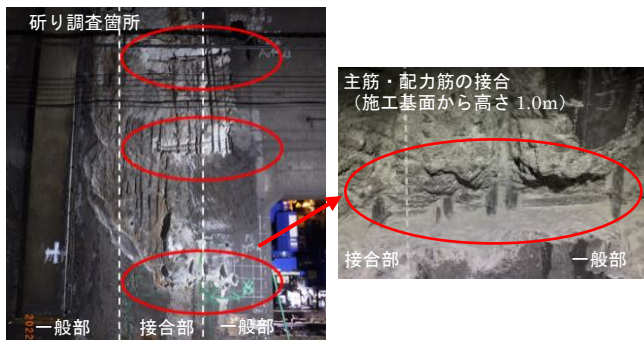 斫り調査箇所
一般部
接合部
一般部
2022
主筋・配力筋の接合
（施工基面から高さ 1.0m）
接合部
一般部